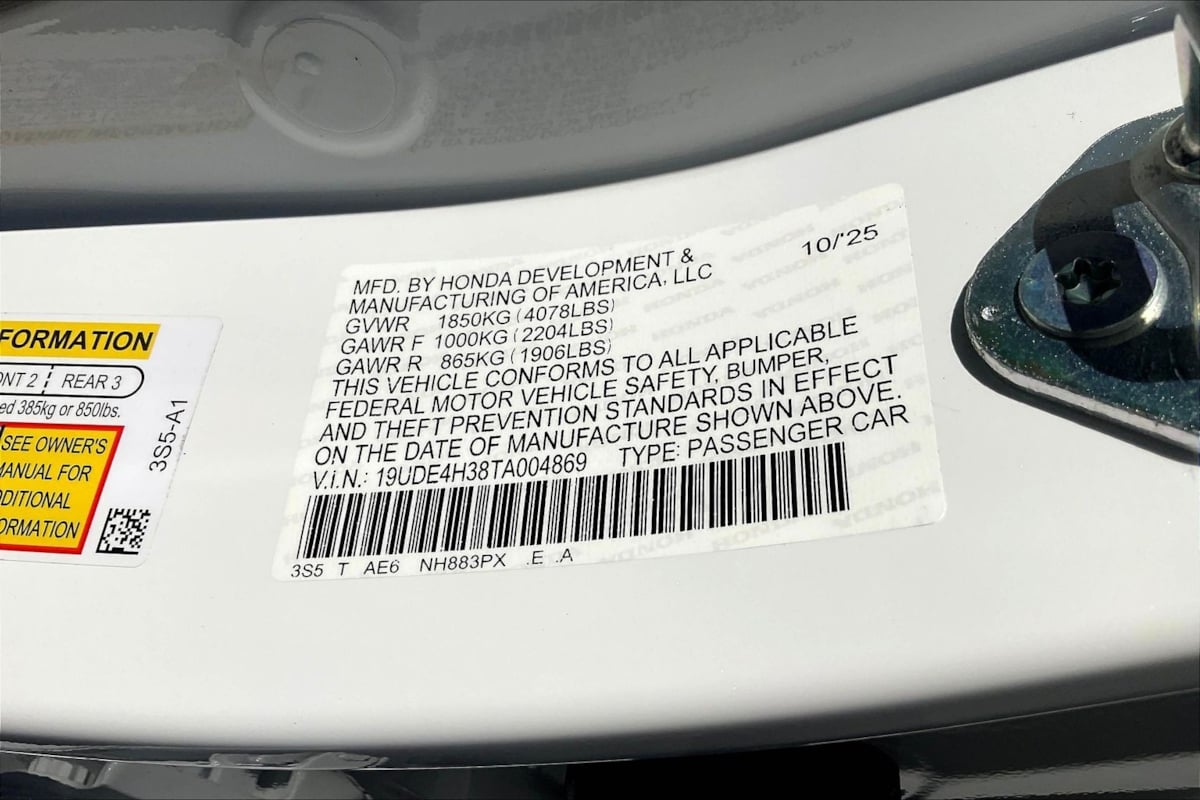 FORMATION
ONT 2 REAR 3
ed 385kg or 850lbs.
SEE OWNER'S
MANUAL FOR
DDITIONAL
ORMATION
3S5-A1
10/'25
MFD. BY HONDA DEVELOPMENT &
MANUFACTURING OF AMERICA, LLC
GVWR 1850KG (4078LBS)
GAWR F 1000KG (2204LBS)
GAWR R 865KG (1906LBS)
THIS VEHICLE CONFORMS TO ALL APPLICABLE
FEDERAL MOTOR VEHICLE SAFETY, BUMPER,
AND THEFT PREVENTION STANDARDS IN EFFECT
ON THE DATE OF MANUFACTURE SHOWN ABOVE.
V.I.N.: 19UDE4H38TA004869 TYPE: PASSENGER CAR
3S5 T AE6 NH883PX .E .A